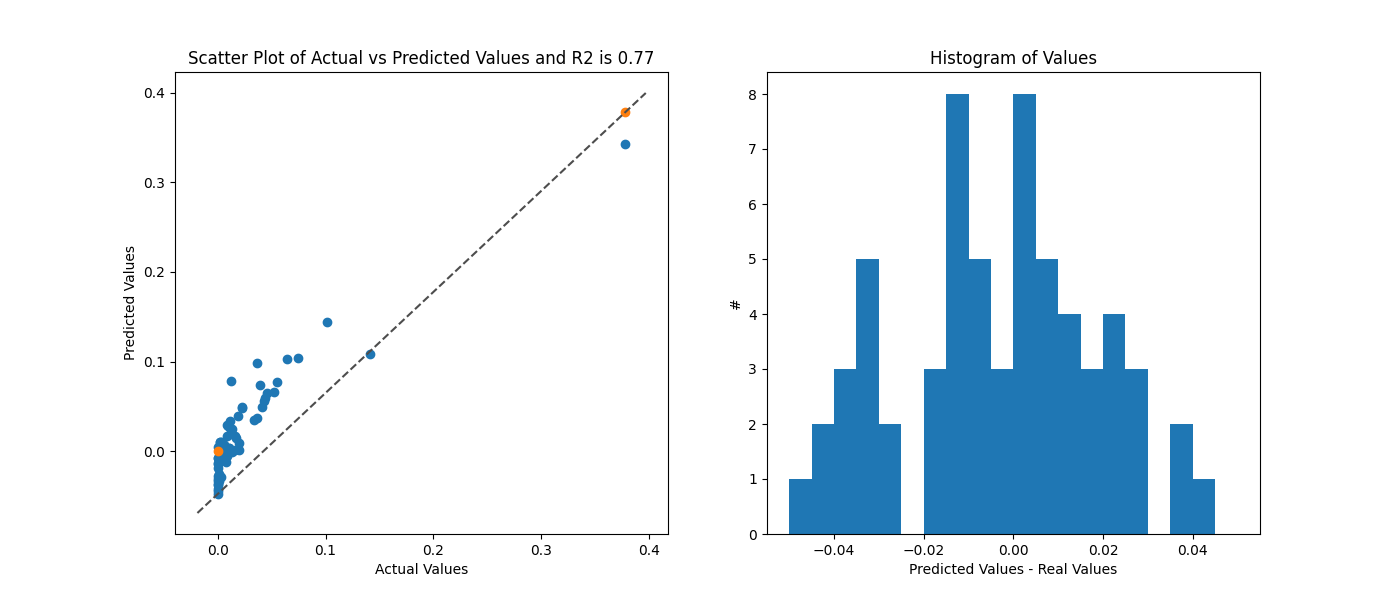 Scatter Plot of Actual vs Predicted Values and R2 is 0.77
0.4
0.3
0.2
0.1
0.0
Predicted Values
0.0 0.1 0.2 0.3 0.4
Actual Values
Histogram of Values
8
7
6
5
4
3
2
1
0
#
−0.04 −0.02 0.00 0.02 0.04
Predicted Values - Real Values